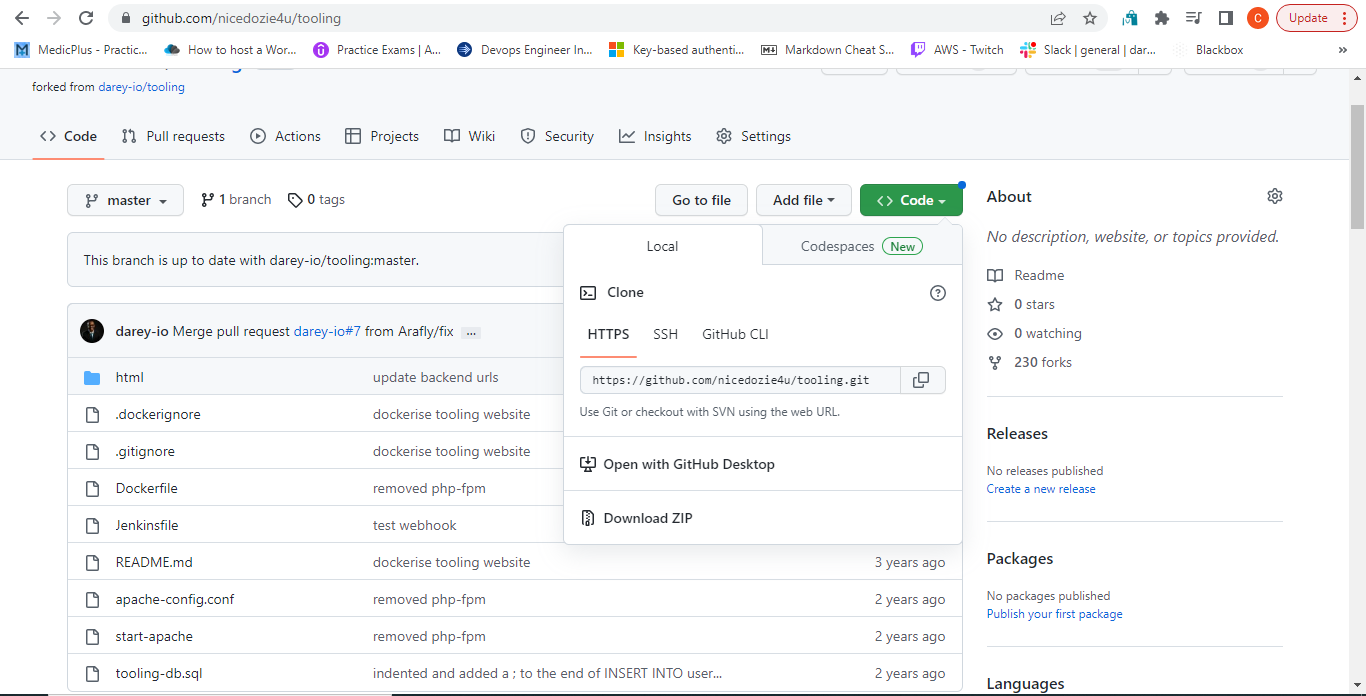 github.com/nicedozie4u/tooling
C
Update
MedicPlus - Practic...
How to host a Wor...
Practice Exams | A...
Devops Engineer In...
Key-based authenti...
Markdown Cheat S...
AWS - Twitch
Slack | general | dar...
Blackbox
»
forked from darey-io/tooling
Code
Pull requests
Actions
Projects
Wiki
Security
Insights
Settings
master
1 branch
0 tags
Go to file
Add file
Code
This branch is up to date with darey-io/tooling:master.
darey-io Merge pull request darey-io#7 from Arafly/fix ...
html update backend urls
.dockerignore dockerise tooling website
.gitignore dockerise tooling website
Dockerfile removed php-fpm
Jenkinsfile test webhook
README.md dockerise tooling website 3 years ago
apache-config.conf removed php-fpm 2 years ago
start-apache removed php-fpm 2 years ago
tooling-db.sql indented and added a ; to the end of INSERT INTO user... 2 years ago
Local
Codespaces New
Clone
HTTPS SSH GitHub CLI
https://github.com/nicedozie4u/tooling.git
Use Git or checkout with SVN using the web URL.
Open with GitHub Desktop
Download ZIP
About
No description, website, or topics provided.
Readme
0 stars
0 watching
230 forks
Releases
No releases published
Create a new release
Packages
No packages published
Publish your first package
Languages